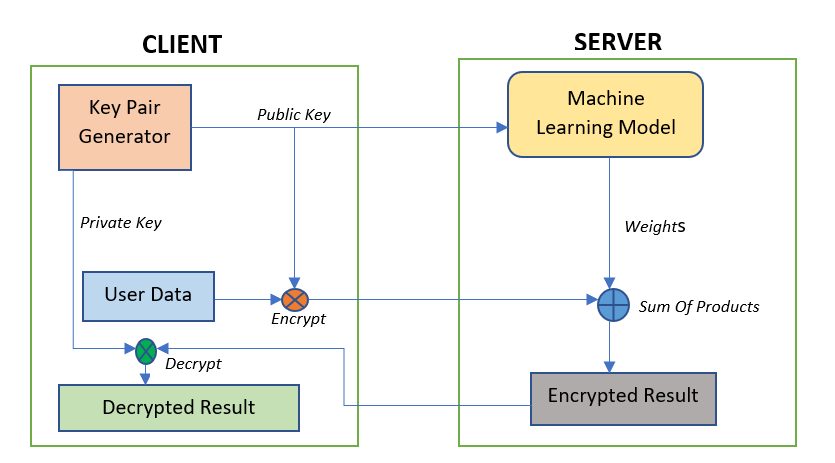 CLIENT
SERVER
Key Pair
Generator
Public Key
Machine
Learning Model
Private Key
Weights
User Data
Encrypt
Sum Of Products
Decrypt
Encrypted Result
Decrypted Result